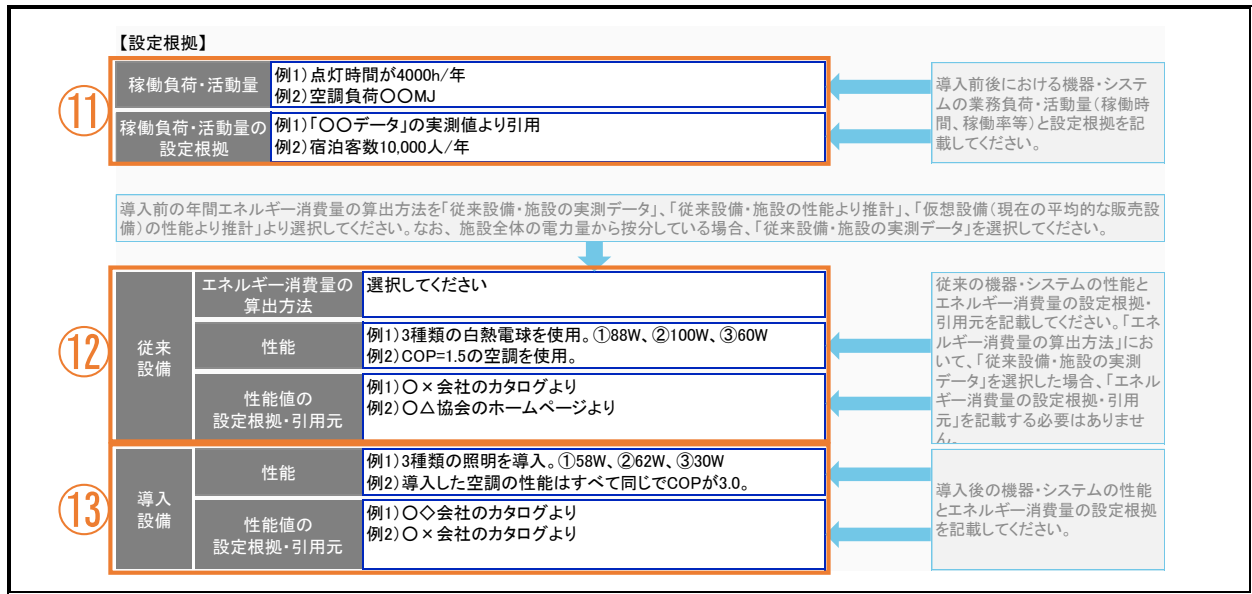 【設定根拠】
⑪
稼働負荷・活動量
例1）点灯時間が4000h/年
例2）空調負荷〇〇MJ
稼働負荷・活動量の
設定根拠
例1）「〇〇データ」の実測値より引用
例2）宿泊客数10,000人/年
導入前後における機器・システ
ムの業務負荷・活動量（稼働時
間、稼働率等）と設定根拠を記
載してください。
導入前の年間エネルギー消費量の算出方法を「従来設備・施設の実測データ」、「従来設備・施設の性能より推計」、「仮想設備（現在の平均的な販売設
備）の性能より推計」より選択してください。なお、施設全体の電力量から按分している場合、「従来設備・施設の実測データ」を選択してください。
⑫
従来
設備
エネルギー消費量の
算出方法
選択してください
性能
例1）3種類の白熱電球を使用。①88W、②100W、③60W
例2）COP=1.5の空調を使用。
性能値の
設定根拠・引用元
例1）〇×会社のカタログより
例2）〇△協会のホームページより
従来の機器・システムの性能と
エネルギー消費量の設定根拠・
引用元を記載してください。「エネ
ルギー消費量の算出方法」にお
いて、「従来設備・施設の実測
データ」を選択した場合、「エネル
ギー消費量の設定根拠・引用
元」を記載する必要はありませ
ん。
⑬
導入
設備
性能
例1）3種類の照明を導入。①58W、②62W、③30W
例2）導入した空調の性能はすべて同じでCOPが3.0。
性能値の
設定根拠・引用元
例1）〇◇会社のカタログより
例2）〇×会社のカタログより
導入後の機器・システムの性能
とエネルギー消費量の設定根拠
を記載してください。